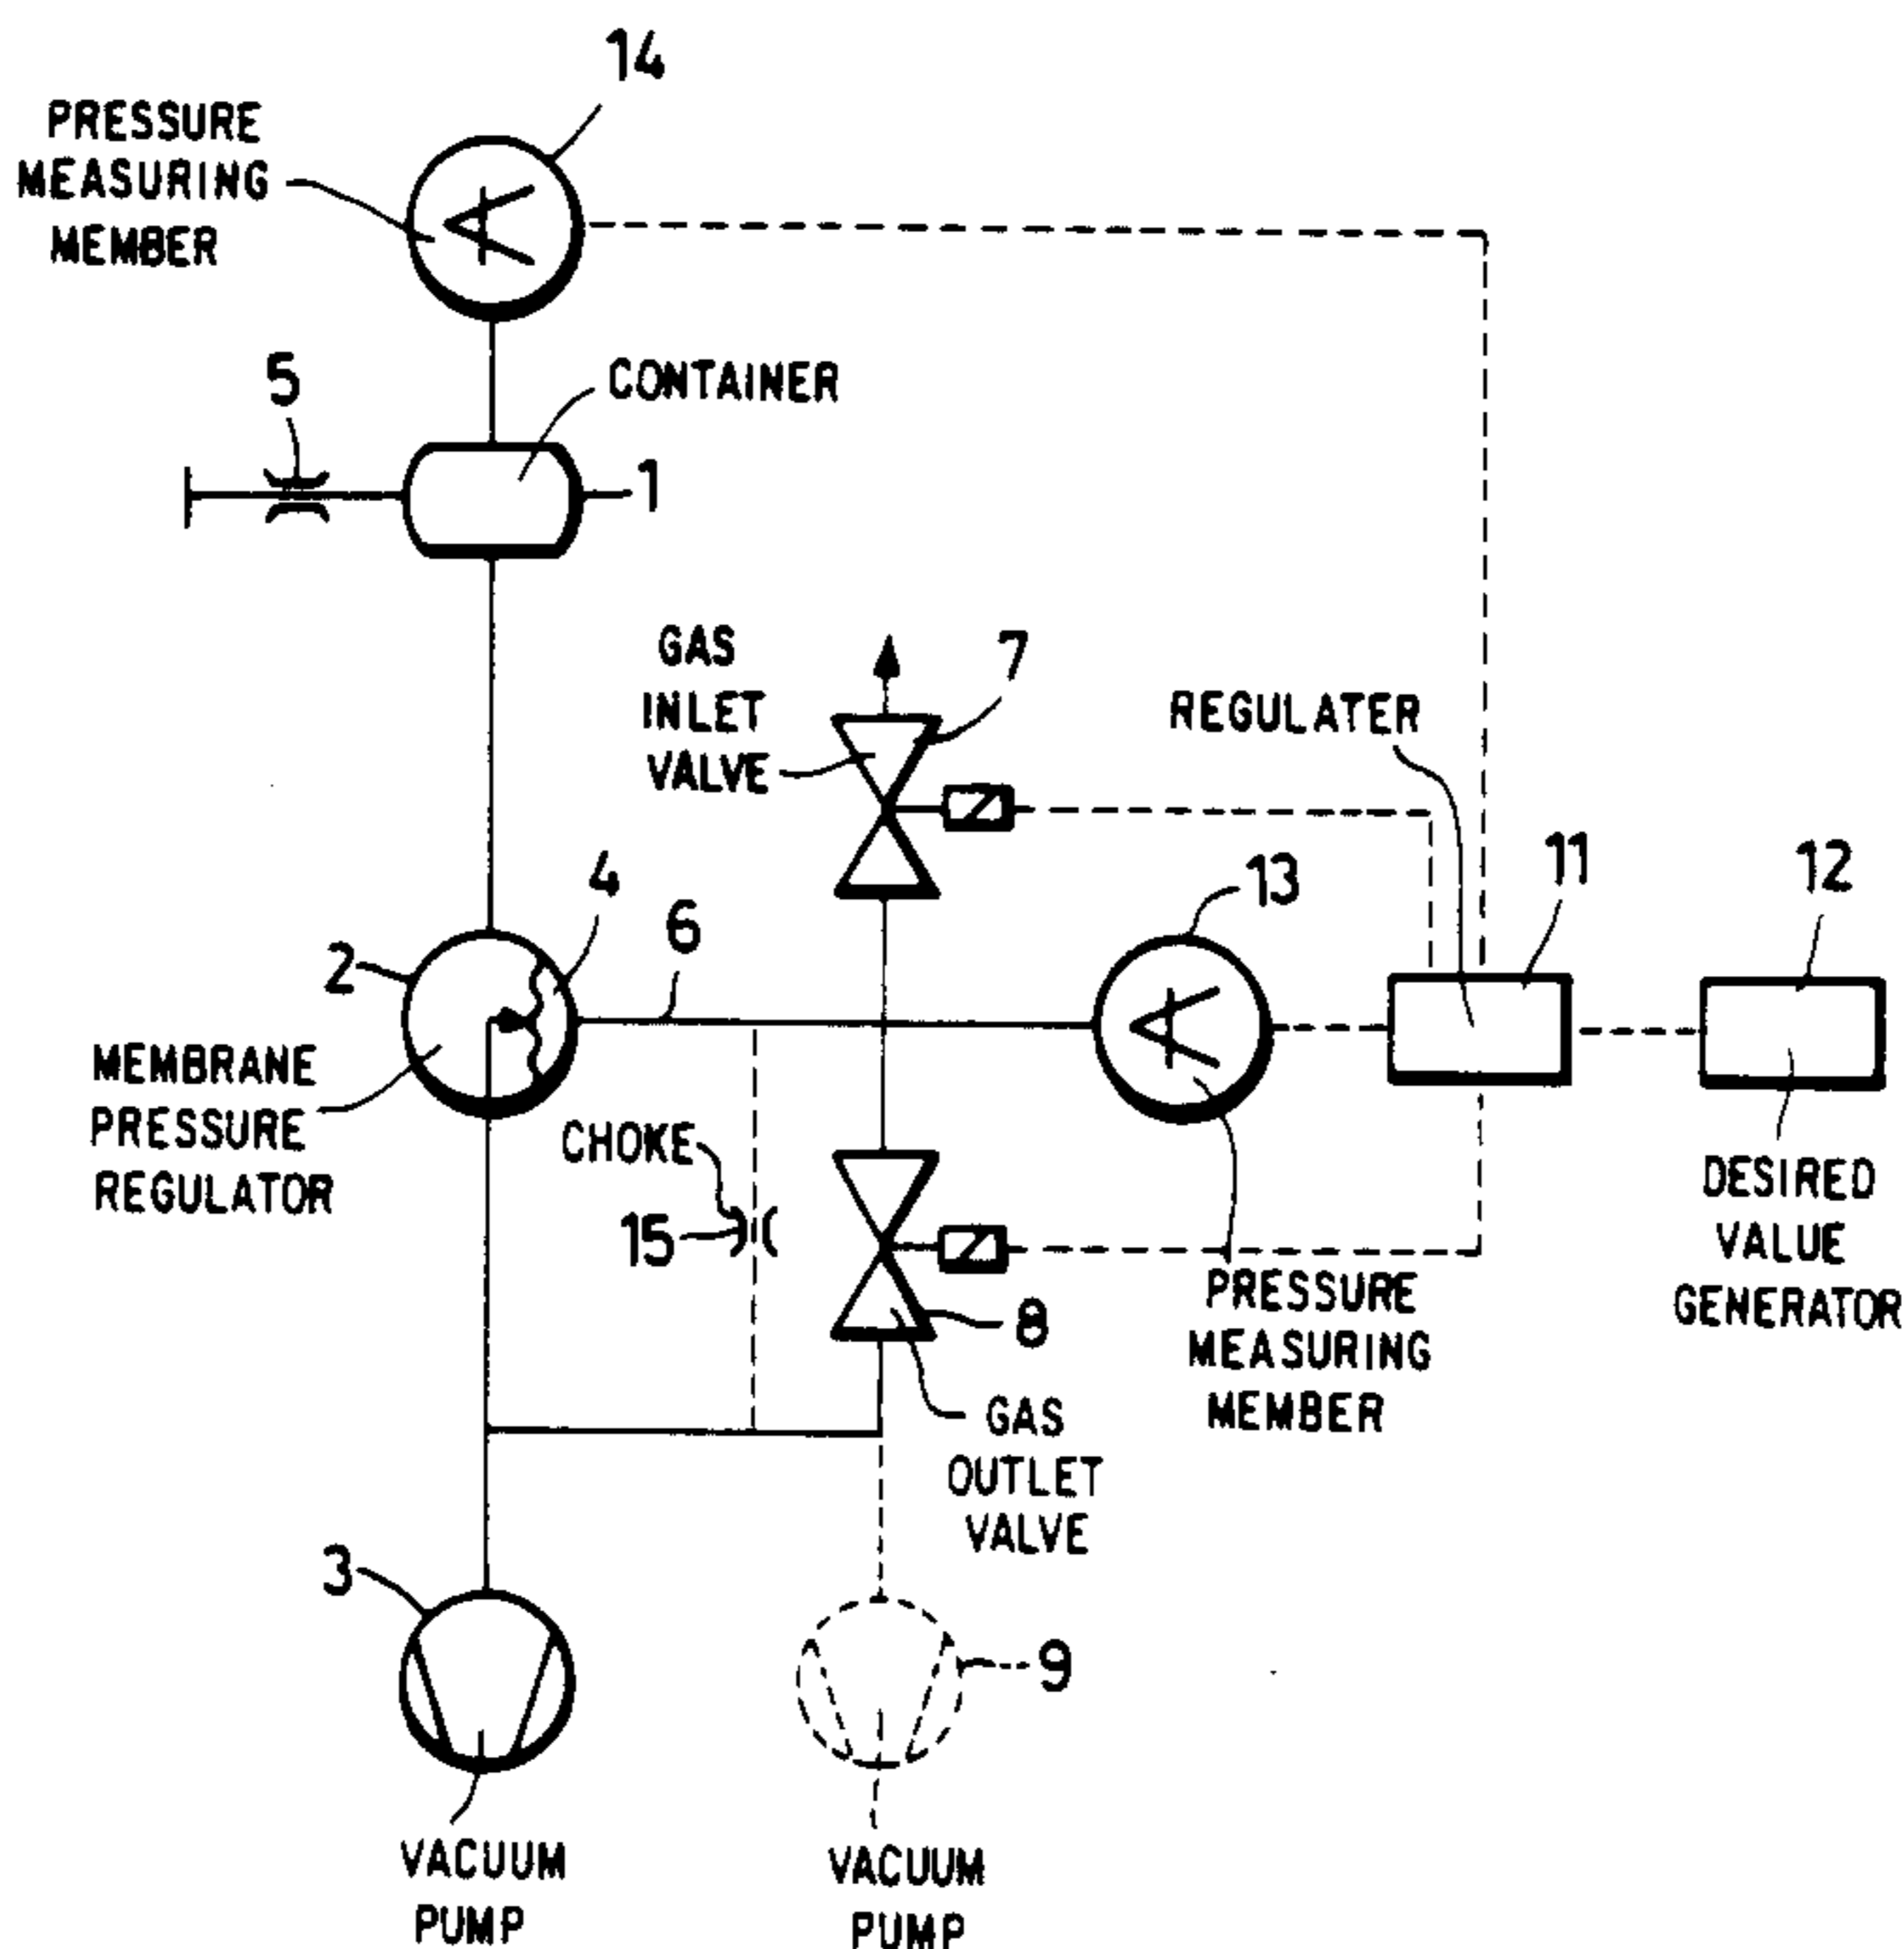 14
PRESSURE
MEASURING
MEMBER
5
CONTAINER
1
GAS
INLET
VALVE
7
REGULATER
11
12
13
4
6
2
MEMBRANE
PRESSURE
REGULATOR
CHOKE
15
8
PRESSURE
MEASURING
MEMBER
DESIRED
VALUE
GENERATOR
GAS
OUTLET
VALVE
3
9
VACUUM
PUMP
VACUUM
PUMP